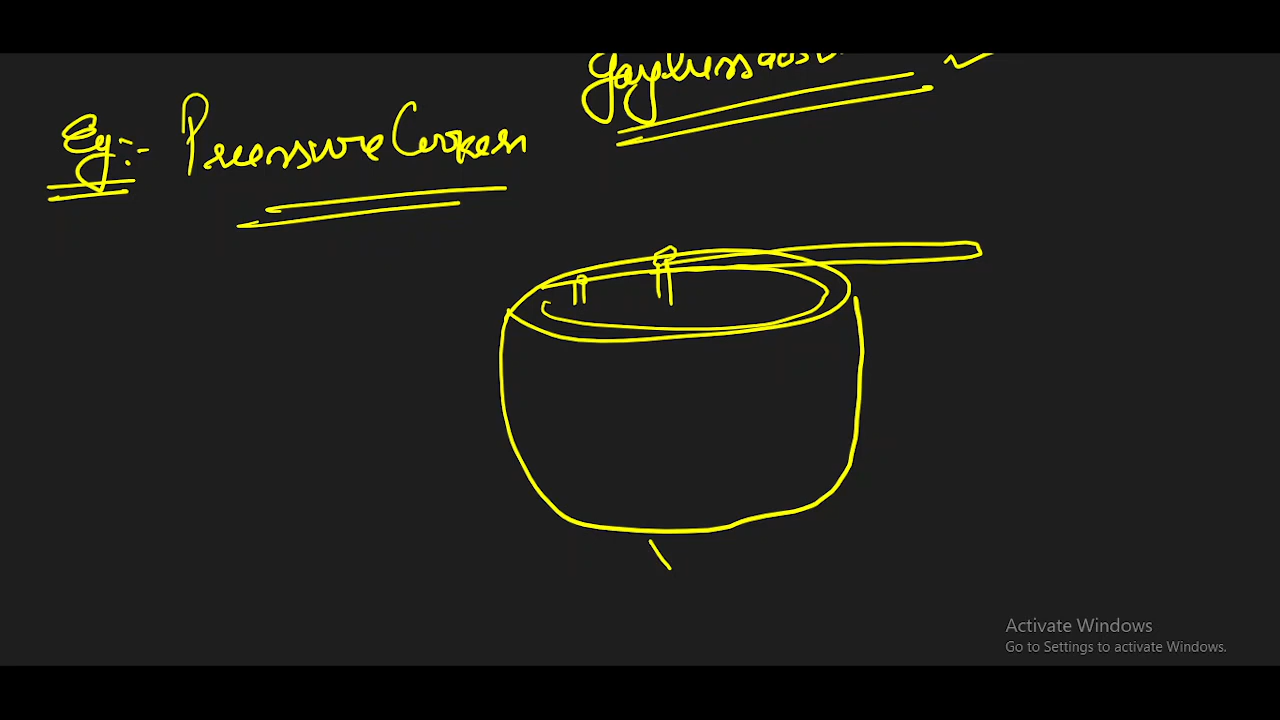 Eg:- Pressure Cooker
Activate Windows
Go to Settings to activate Windows.